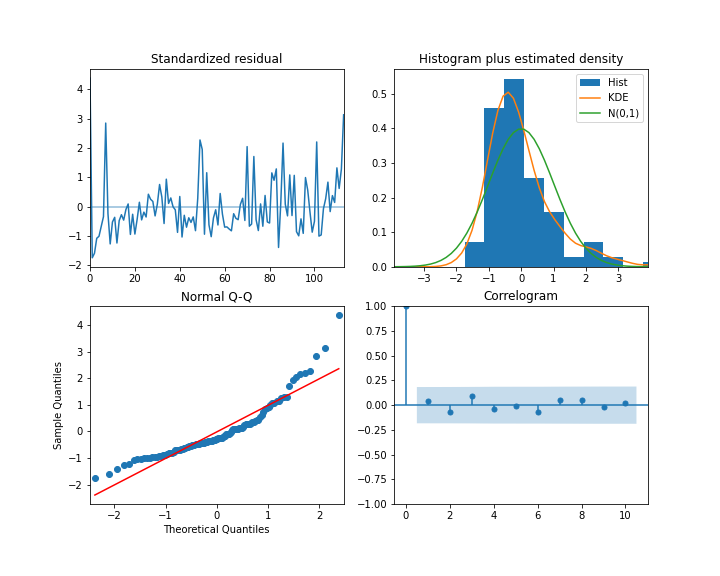 Standardized residual
4
3
2
1
0
−1
−2
0 20 40 60 80 100
Histogram plus estimated density
Hist
KDE
N(0,1)
0.5
0.4
0.3
0.2
0.1
0.0
−3 −2 −1 0 1 2 3
Normal Q-Q
Sample Quantiles
4
3
2
1
0
−1
−2
−2 −1 0 1 2
Theoretical Quantiles
Correlogram
1.00
0.75
0.50
0.25
0.00
−0.25
−0.50
−0.75
−1.00
0 2 4 6 8 10